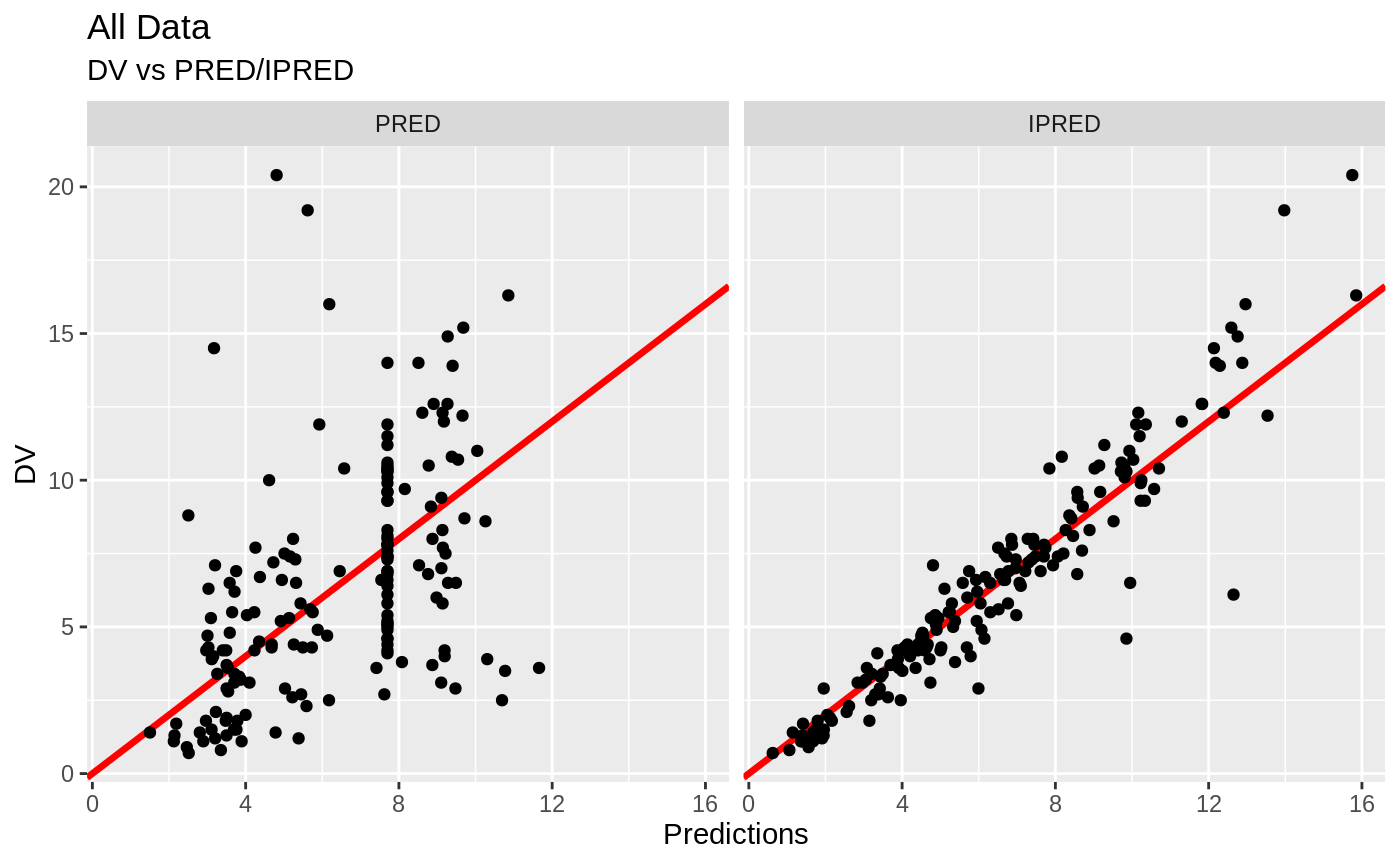 All Data
DV vs PRED/IPRED
PRED
IPRED
20
15
10
5
0
DV
0 4 8 12 16
0 4 8 12 16
Predictions